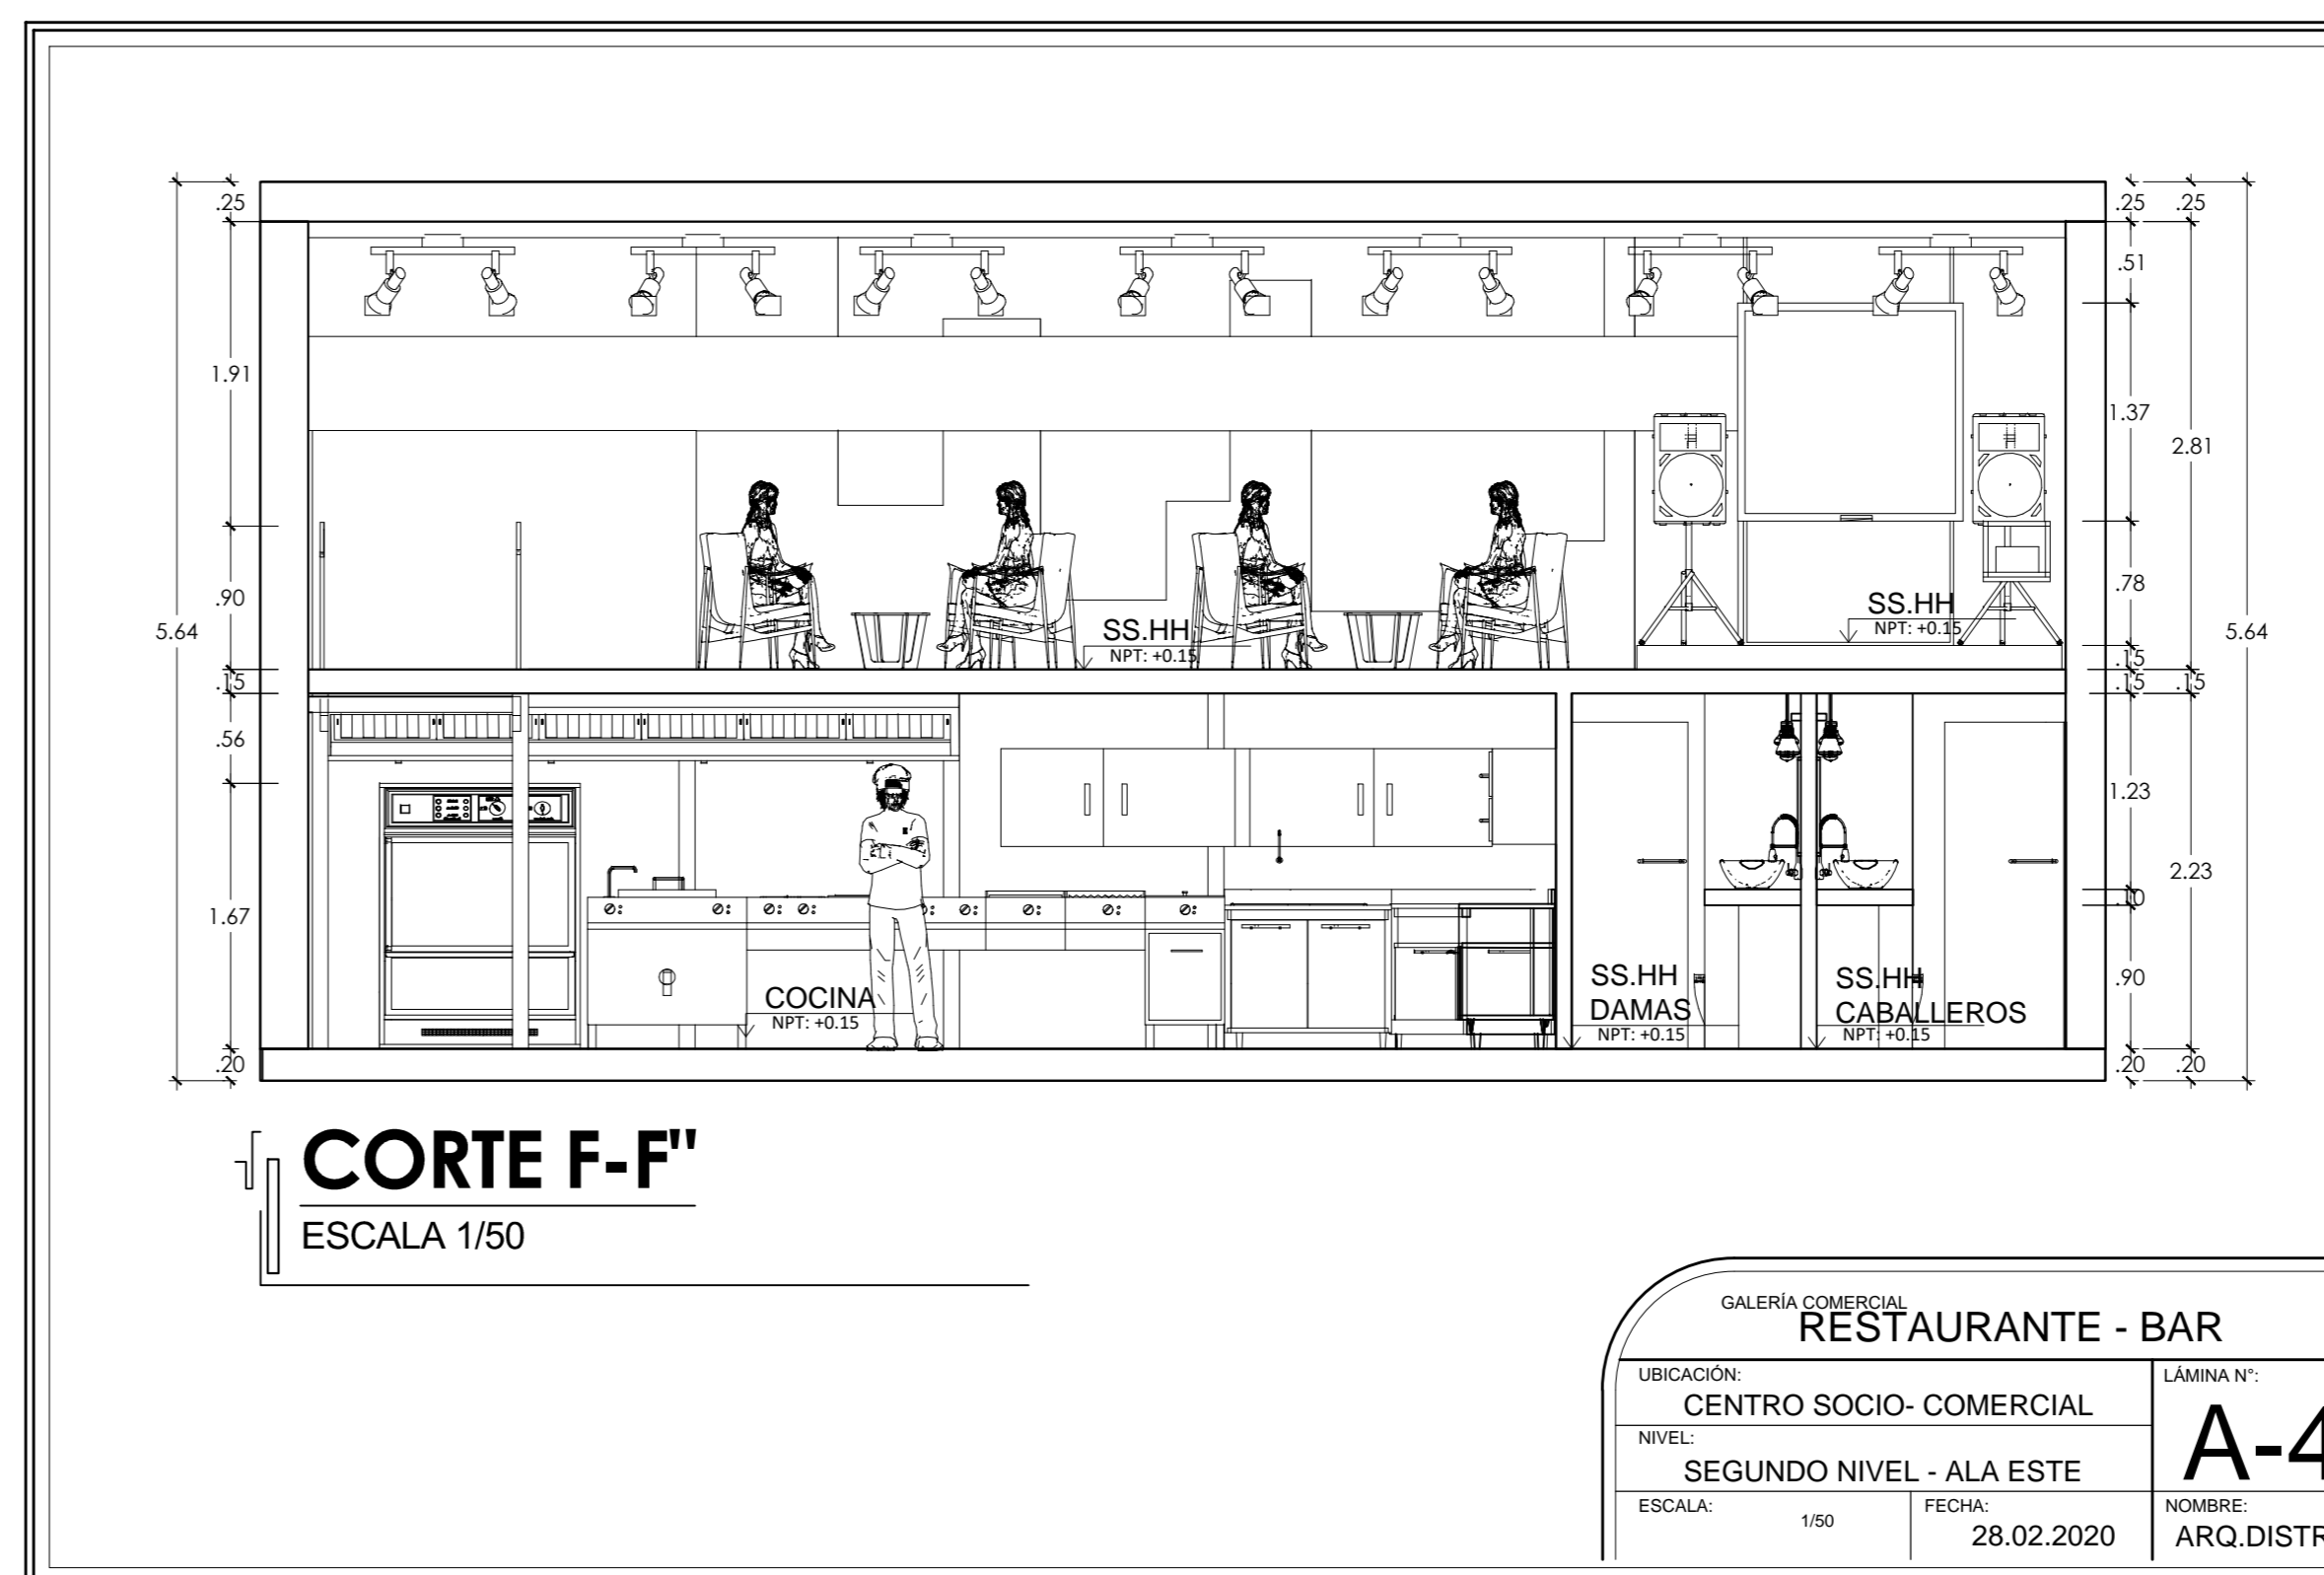 .25
1.91
.90
5.64
.15
.56
1.67
.20
.25 .25
.51
1.37
2.81
.78
5.64
.15
.15 .15
1.23
2.23
.10
.90
.20 .20
SS.HH
NPT: +0.15
SS.HH
NPT: +0.15
COCINA
NPT: +0.15
SS.HH
DAMAS
NPT: +0.15
SS.HH
CABALLEROS
NPT: +0.15
CORTE F-F"
ESCALA 1/50
GALERÍA COMERCIAL
RESTAURANTE - BAR
UBICACIÓN:
CENTRO SOCIO- COMERCIAL
LÁMINA N°:
A-4
NIVEL:
SEGUNDO NIVEL - ALA ESTE
ESCALA:
1/50
FECHA:
28.02.2020
NOMBRE:
ARQ.DISTR